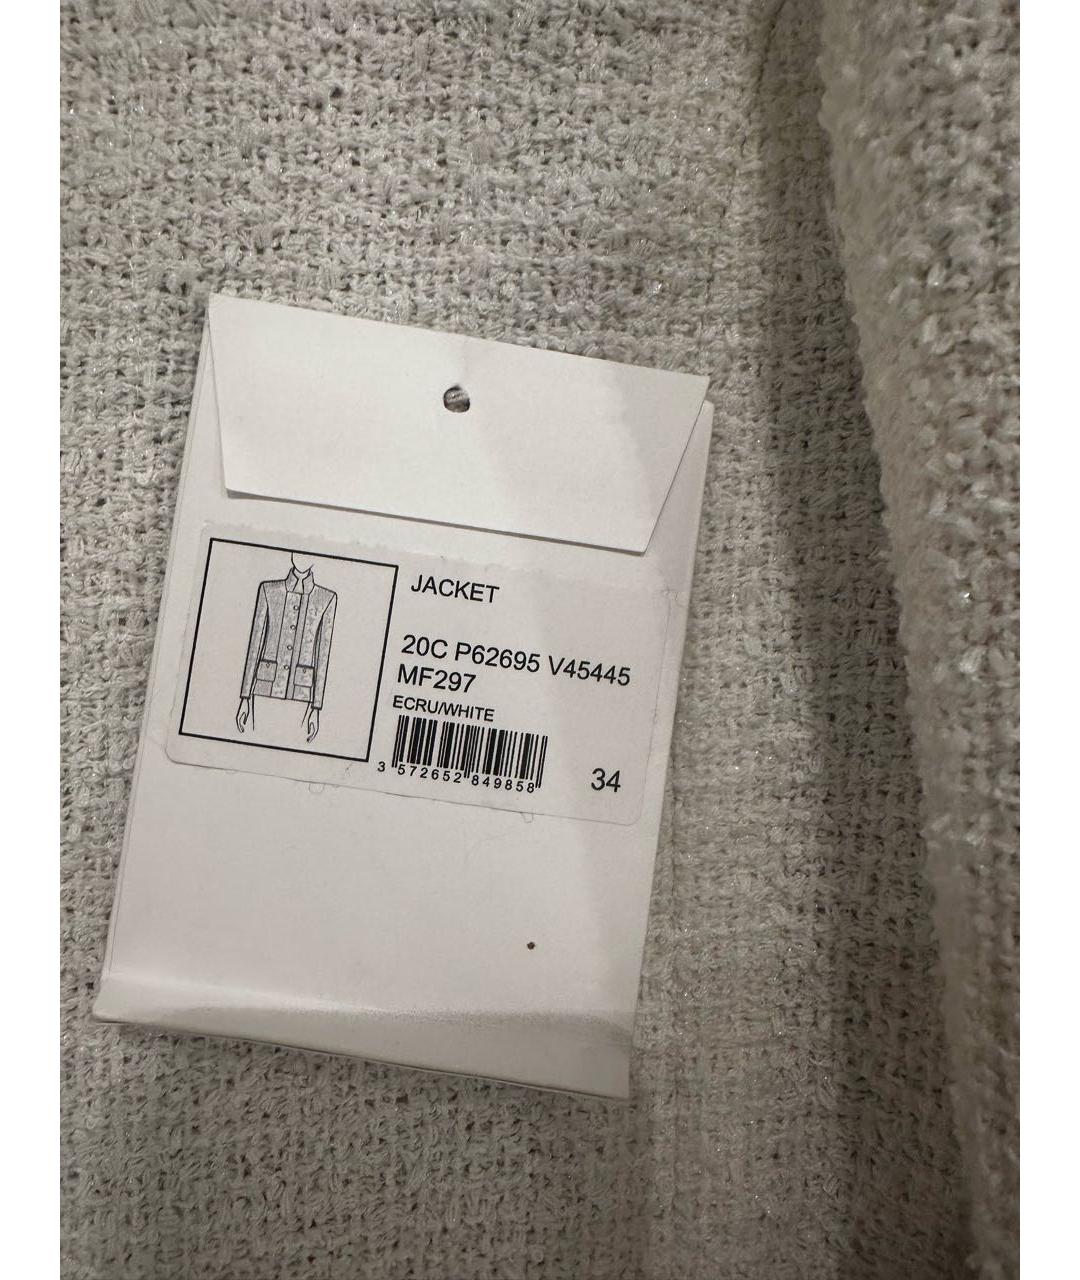 JACKET
20C P62695 V45445
MF297
ECRU/WHITE
3 572652 849858
34